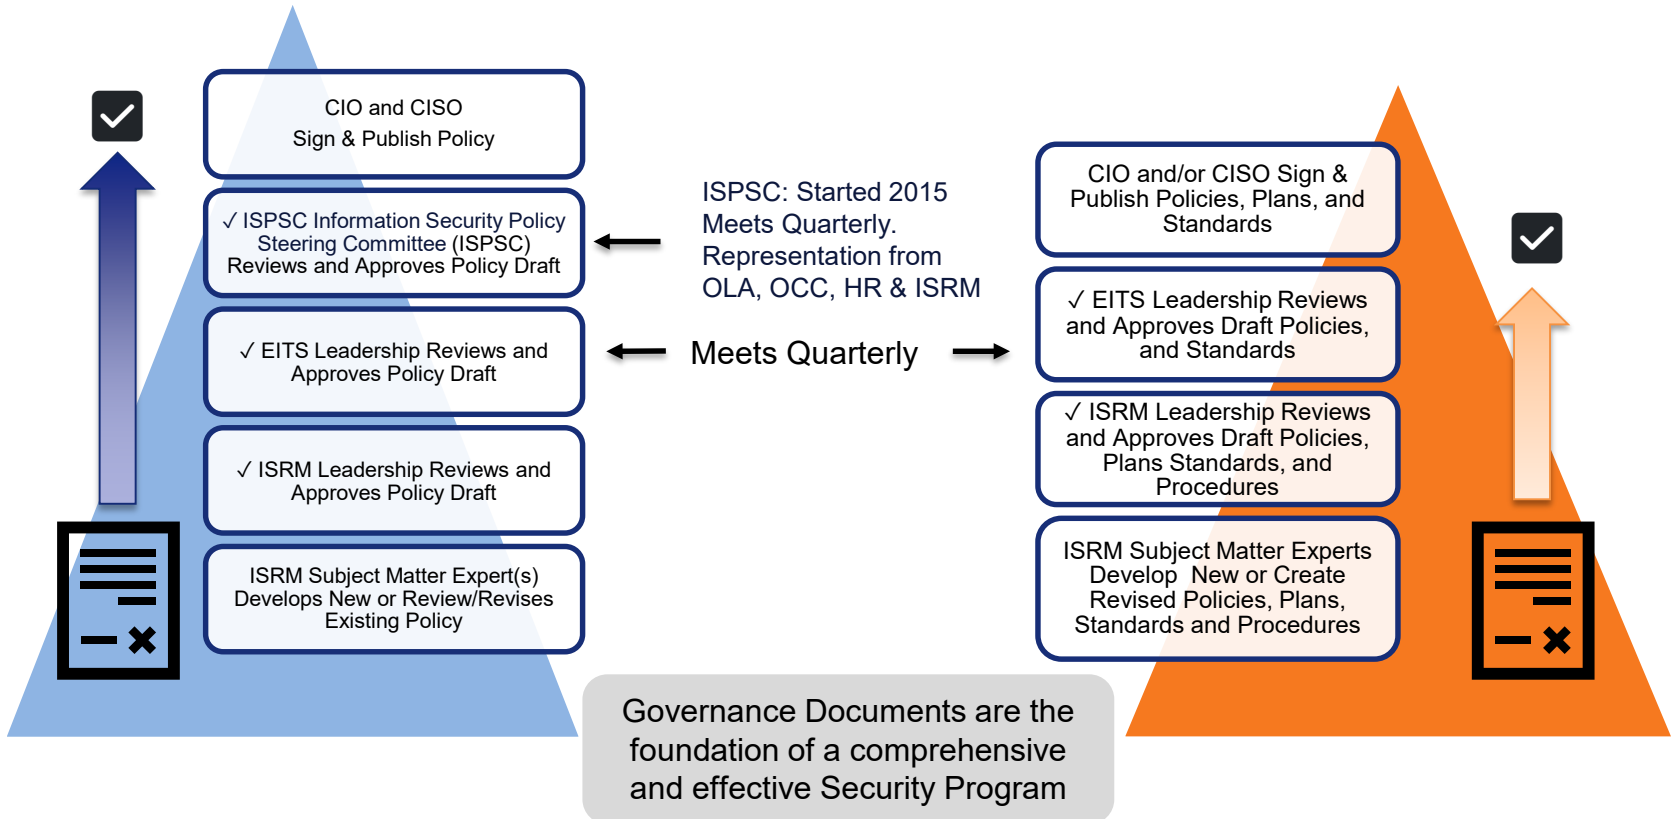 CIO and CISO
Sign & Publish Policy
✓ ISPSC Information Security Policy
Steering Committee (ISPSC)
Reviews and Approves Policy Draft
✓ EITS Leadership Reviews and
Approves Policy Draft
✓ ISRM Leadership Reviews and
Approves Policy Draft
ISRM Subject Matter Expert(s)
Develops New or Review/Revises
Existing Policy
ISPSC: Started 2015
Meets Quarterly.
Representation from
OLA, OCC, HR & ISRM
Meets Quarterly
CIO and/or CISO Sign &
Publish Policies, Plans, and
Standards
✓ EITS Leadership Reviews
and Approves Draft Policies,
and Standards
✓ ISRM Leadership Reviews
and Approves Draft Policies,
Plans Standards, and
Procedures
ISRM Subject Matter Experts
Develop  New or Create
Revised Policies, Plans,
Standards and Procedures
Governance Documents are the
foundation of a comprehensive
and effective Security Program